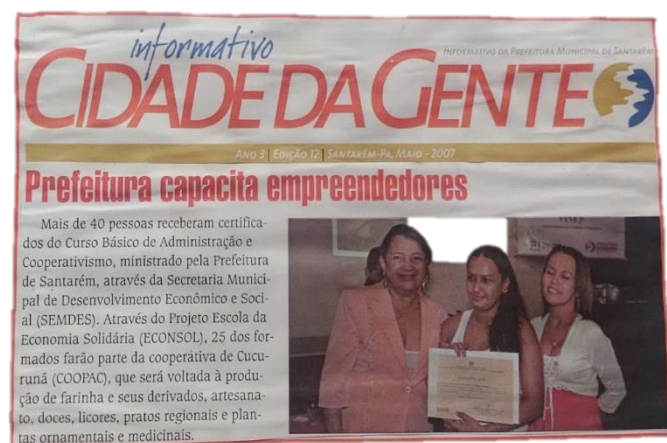 informativo
INFORMATIVO DA PREFEITURA MUNICIPAL DE SANTARÉM
CIDADE DA GENTE
ANO 3 | EDIÇÃO 12 | SANTARÉM-PA, MAIO - 2007
Prefeitura capacita empreendedores
Mais de 40 pessoas receberam certifica-
dos do Curso Básico de Administração e
Cooperativismo, ministrado pela Prefeitura
de Santarém, através da Secretaria Munici-
pal de Desenvolvimento Econômico e Soci-
al (SEMDES). Através do Projeto Escola da
Economia Solidária (ECONSOL), 25 dos for-
mados farão parte da cooperativa de Cucu-
runã (COOPAC), que será voltada à produ-
ção de farinha e seus derivados, artesana-
to, doces, licores, pratos regionais e plan-
tas ornamentais e medicinais.